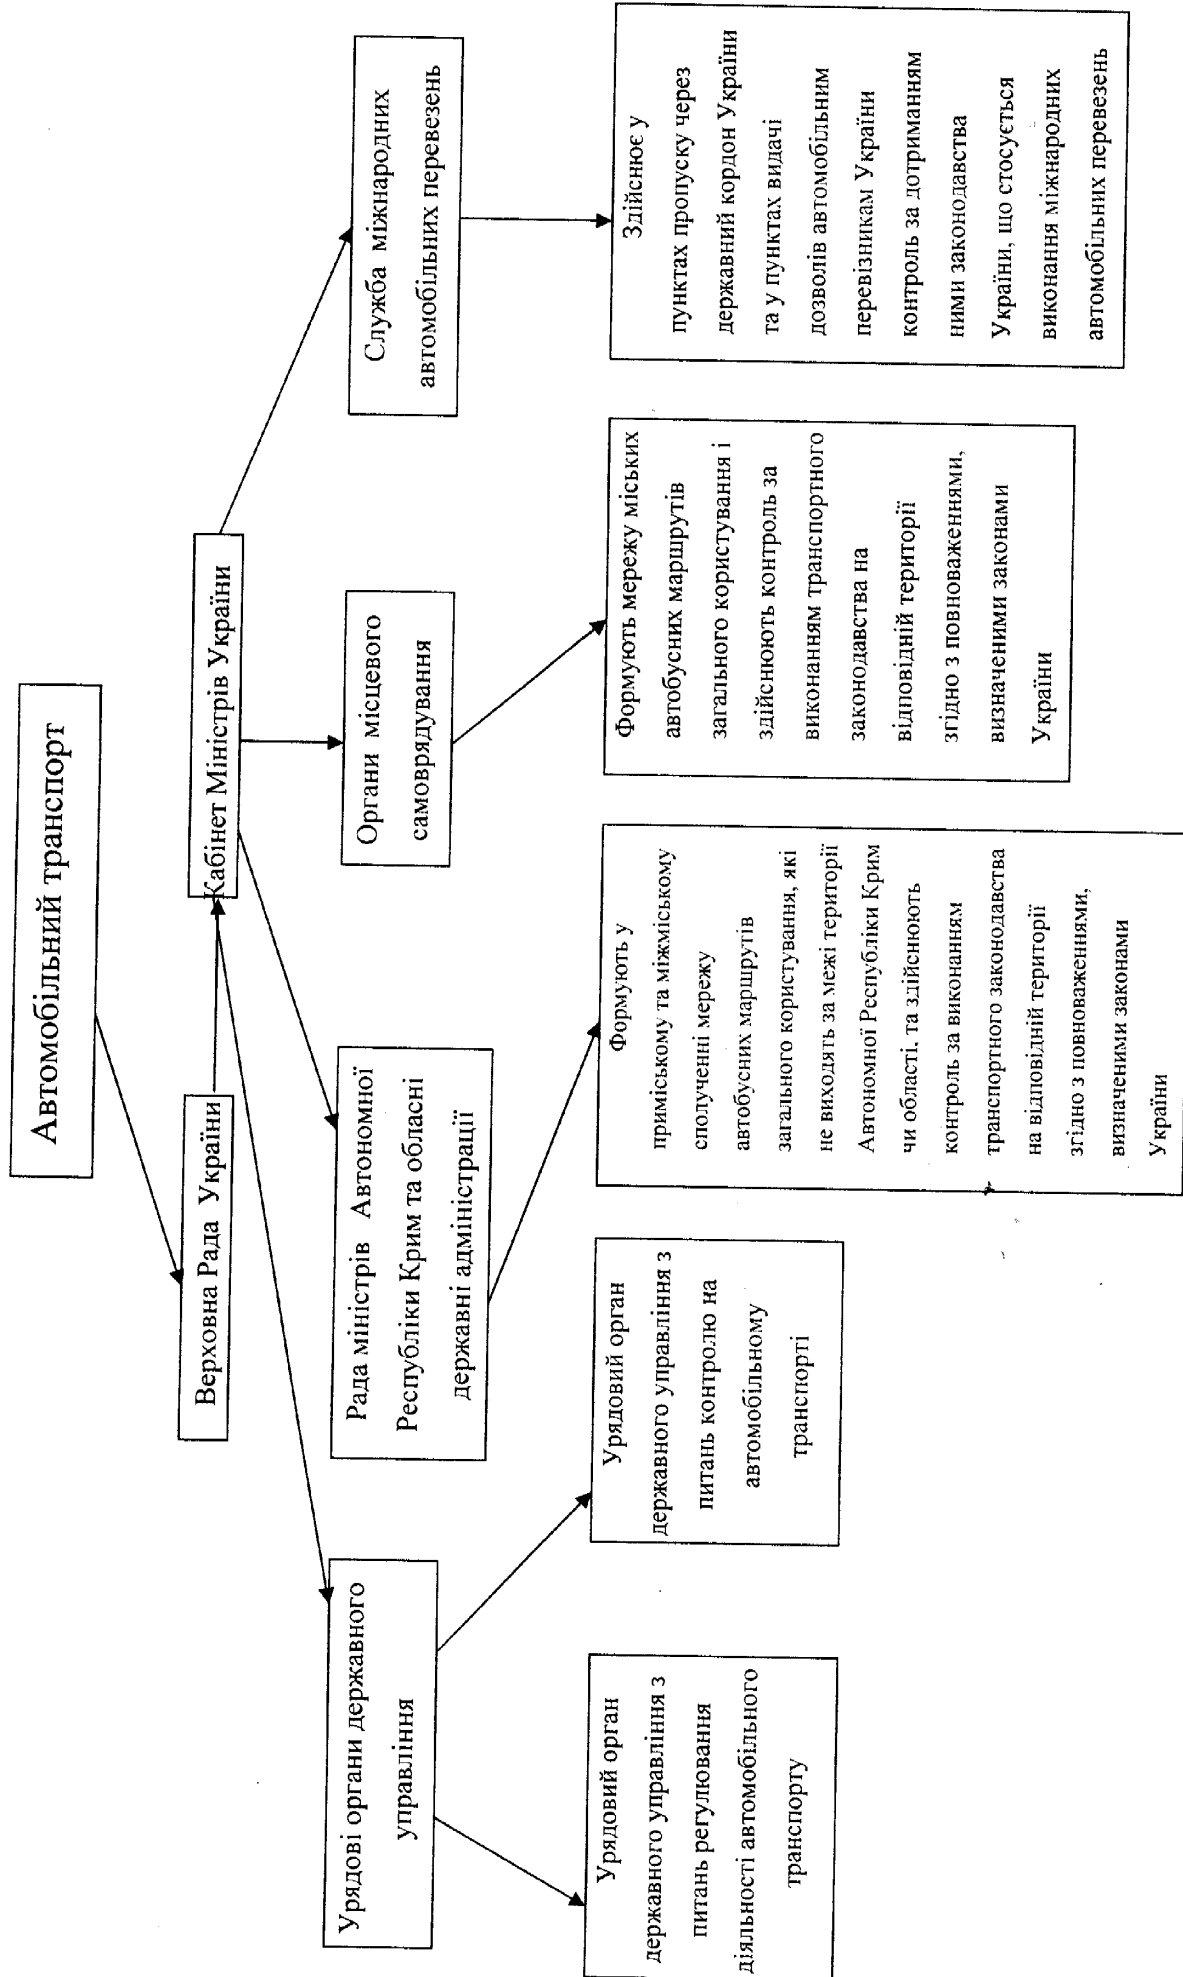 Автомобільний транспорт
Верховна Рада України
Кабінет Міністрів України
Урядові органи державного
управління
Рада міністрів Автономної
Республіки Крим та обласні
державні адміністрації
Органи місцевого
самоврядування
Служба міжнародних
автомобільних перевезень
Урядовий орган
державного управління з
питань регулювання
діяльності автомобільного
транспорту
Урядовий орган
державного управління з
питань контролю на
автомобільному
транспорті
Формують у
приміському та міжміському
сполученні мережу
автобусних маршрутів
загального користування, які
не виходять за межі території
Автономної Республіки Крим
чи області, та здійснюють,
контроль за виконанням
транспортного законодавства
на відповідній території
згідно з повноваженнями,
визначеними законами
України
Формують мережу міських
автобусних маршрутів
загального користування і
здійснюють контроль за
виконанням транспортного
законодавства на
відповідній території
згідно з повноваженнями,
визначеними законами
України
Здійснює у
пунктах пропуску через
державний кордон України
та у пунктах видачі
дозволів автомобільним
перевізникам України
контроль за дотриманням
ними законодавства
України, що стосується
виконання міжнародних
автомобільних перевезень